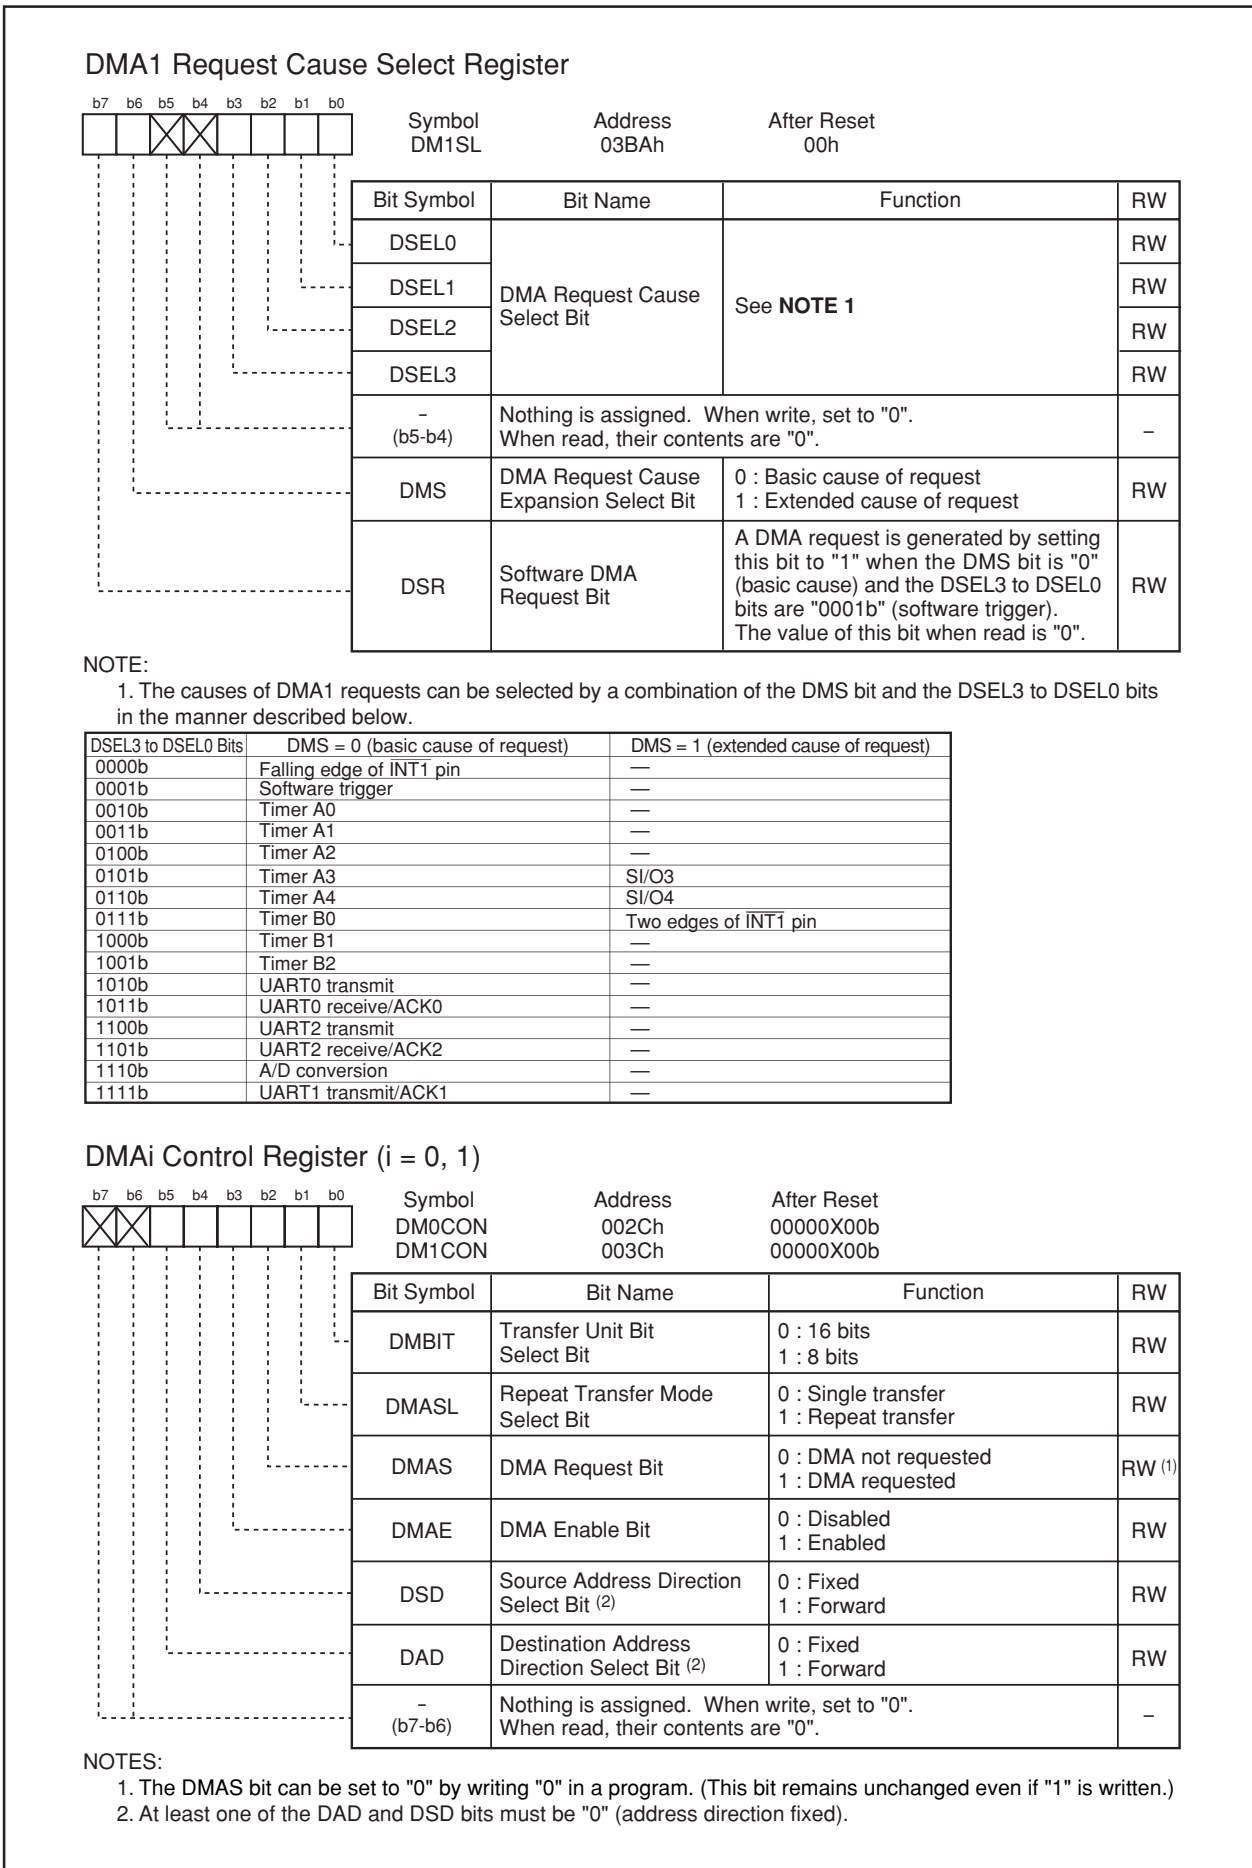 DMA1 Request Cause Select Register
b7 b6 b5 b4 b3 b2 b1 b0
Symbol Address After Reset
DM1SL 03BAh 00h
Bit Symbol Bit Name Function RW
DSEL0 RW
DSEL1 RW
DMA Request Cause
Select Bit
See NOTE 1
DSEL2 RW
DSEL3 RW
–
(b5-b4)
Nothing is assigned. When write, set to "0".
When read, their contents are "0".
–
DMS
DMA Request Cause
Expansion Select Bit
0 : Basic cause of request
1 : Extended cause of request
RW
DSR
Software DMA
Request Bit
A DMA request is generated by setting
this bit to "1" when the DMS bit is "0"
(basic cause) and the DSEL3 to DSEL0
bits are "0001b" (software trigger).
The value of this bit when read is "0".
RW
NOTE:
1. The causes of DMA1 requests can be selected by a combination of the DMS bit and the DSEL3 to DSEL0 bits
in the manner described below.
DSEL3 to DSEL0 Bits DMS = 0 (basic cause of request) DMS = 1 (extended cause of request)
0000b Falling edge of INT1 pin —
0001b Software trigger —
0010b Timer A0 —
0011b Timer A1 —
0100b Timer A2 —
0101b Timer A3 SI/O3
0110b Timer A4 SI/O4
0111b Timer B0 Two edges of INT1 pin
1000b Timer B1 —
1001b Timer B2 —
1010b UART0 transmit —
1011b UART0 receive/ACK0 —
1100b UART2 transmit —
1101b UART2 receive/ACK2 —
1110b A/D conversion —
1111b UART1 transmit/ACK1 —
DMAi Control Register (i = 0, 1)
b7 b6 b5 b4 b3 b2 b1 b0
Symbol Address After Reset
DM0CON 002Ch 00000X00b
DM1CON 003Ch 00000X00b
Bit Symbol Bit Name Function RW
DMBIT
Transfer Unit Bit
Select Bit
0 : 16 bits
1 : 8 bits
RW
DMASL
Repeat Transfer Mode
Select Bit
0 : Single transfer
1 : Repeat transfer
RW
DMAS
DMA Request Bit
0 : DMA not requested
1 : DMA requested
RW (1)
DMAE
DMA Enable Bit
0 : Disabled
1 : Enabled
RW
DSD
Source Address Direction
Select Bit (2)
0 : Fixed
1 : Forward
RW
DAD
Destination Address
Direction Select Bit (2)
0 : Fixed
1 : Forward
RW
–
(b7-b6)
Nothing is assigned. When write, set to "0".
When read, their contents are "0".
–
NOTES:
1. The DMAS bit can be set to "0" by writing "0" in a program. (This bit remains unchanged even if "1" is written.)
2. At least one of the DAD and DSD bits must be "0" (address direction fixed).